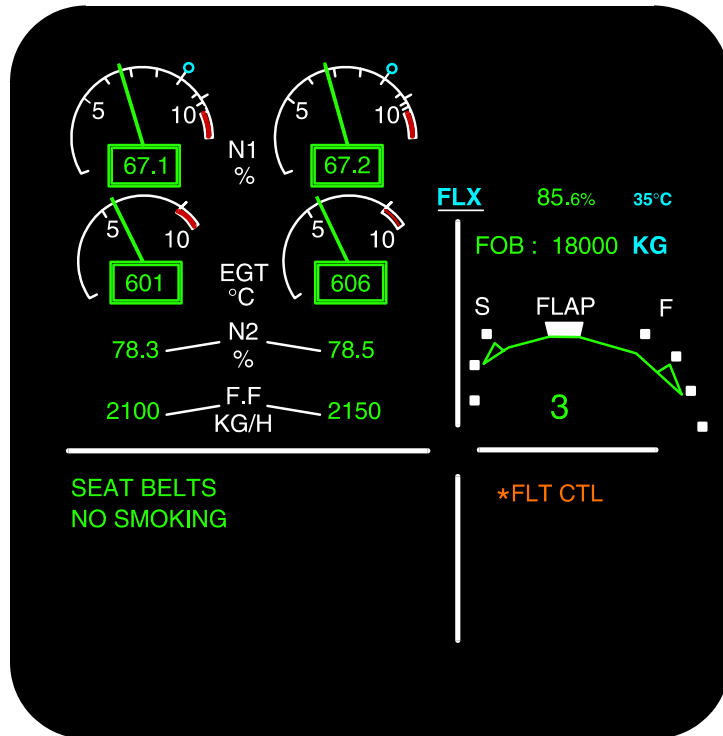 5 10 5 10
67.1 N1 67.2
%
FLX 85.6% 35°C
5 10 5 10
FOB : 18000 KG
601 EGT 606
°C
S FLAP F
78.3 N2 78.5
%
3
2100 F.F 2150
KG/H
SEAT BELTS
NO SMOKING
*FLT CTL